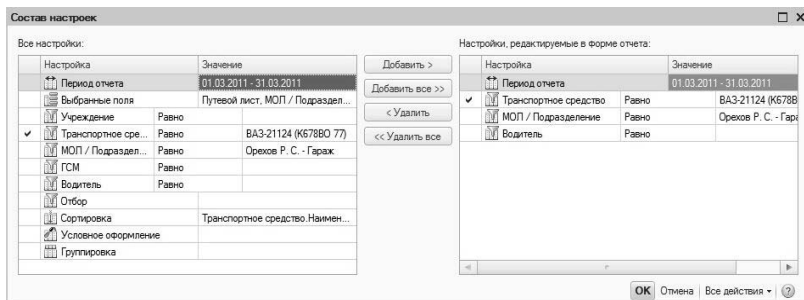 Состав настроек
Все настройки:
Настройка Значение
Период отчета 01.03.2011 - 31.03.2011
Выбранные поля Путевой лист, МОЛ / Подраздел...
Учреждение Равно
Транспортное сре... Равно ВАЗ-21124 (К678ВО 77)
МОЛ / Подраздел... Равно Орехов Р. С. - Гараж
ГСМ Равно
Водитель Равно
Отбор
Сортировка Транспортное средство.Наимен...
Условное оформление
Группировка
Добавить >
Добавить все >>
< Удалить
<< Удалить все
Настройки, редактируемые в форме отчета:
Настройка Значение
Период отчета 01.03.2011 - 31.03.2011
Транспортное средство Равно ВАЗ-21124 (К678В
МОЛ / Подразделение Равно Орехов Р. С. - Гара
Водитель Равно
OK Отмена Все действия ?